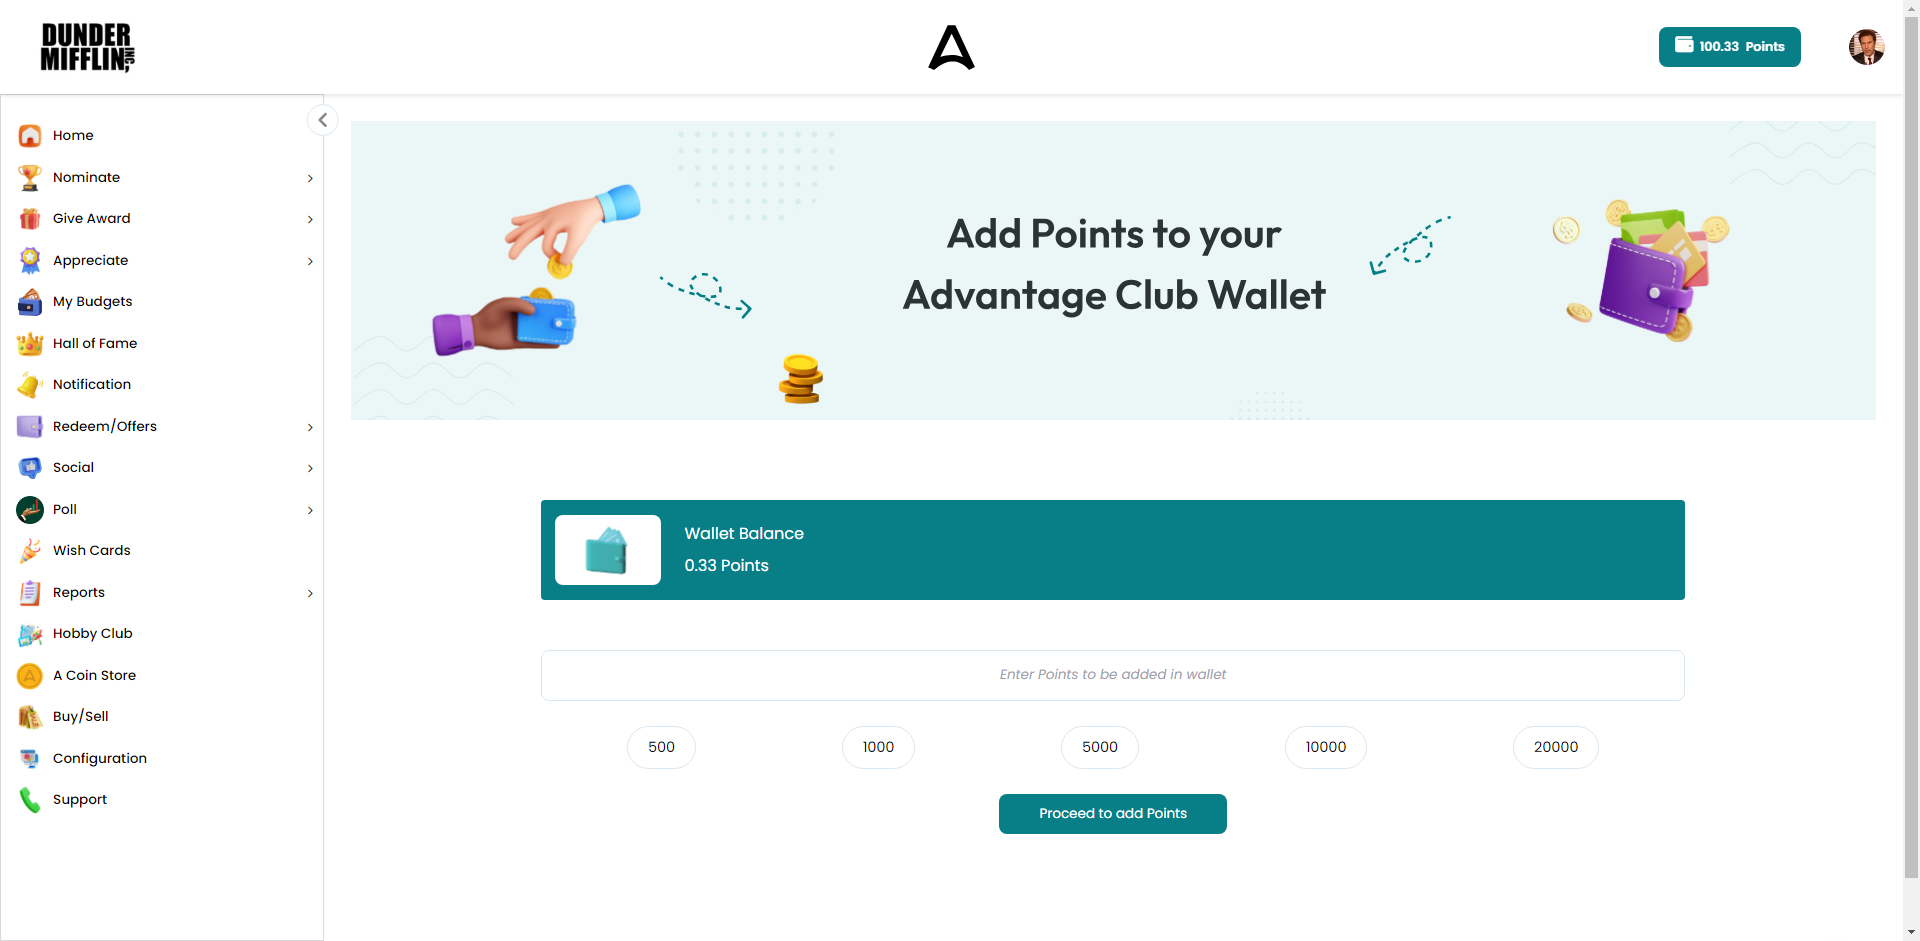 DUNDER
MIFFLIN, INC
100.33 Points
Home
Nominate
Give Award
Appreciate
My Budgets
Hall of Fame
Notification
Redeem/Offers
Social
Poll
Wish Cards
Reports
Hobby Club
A Coin Store
Buy/Sell
Configuration
Support
Add Points to your
Advantage Club Wallet
Wallet Balance
0.33 Points
Enter Points to be added in wallet
500 1000 5000 10000 20000
Proceed to add Points